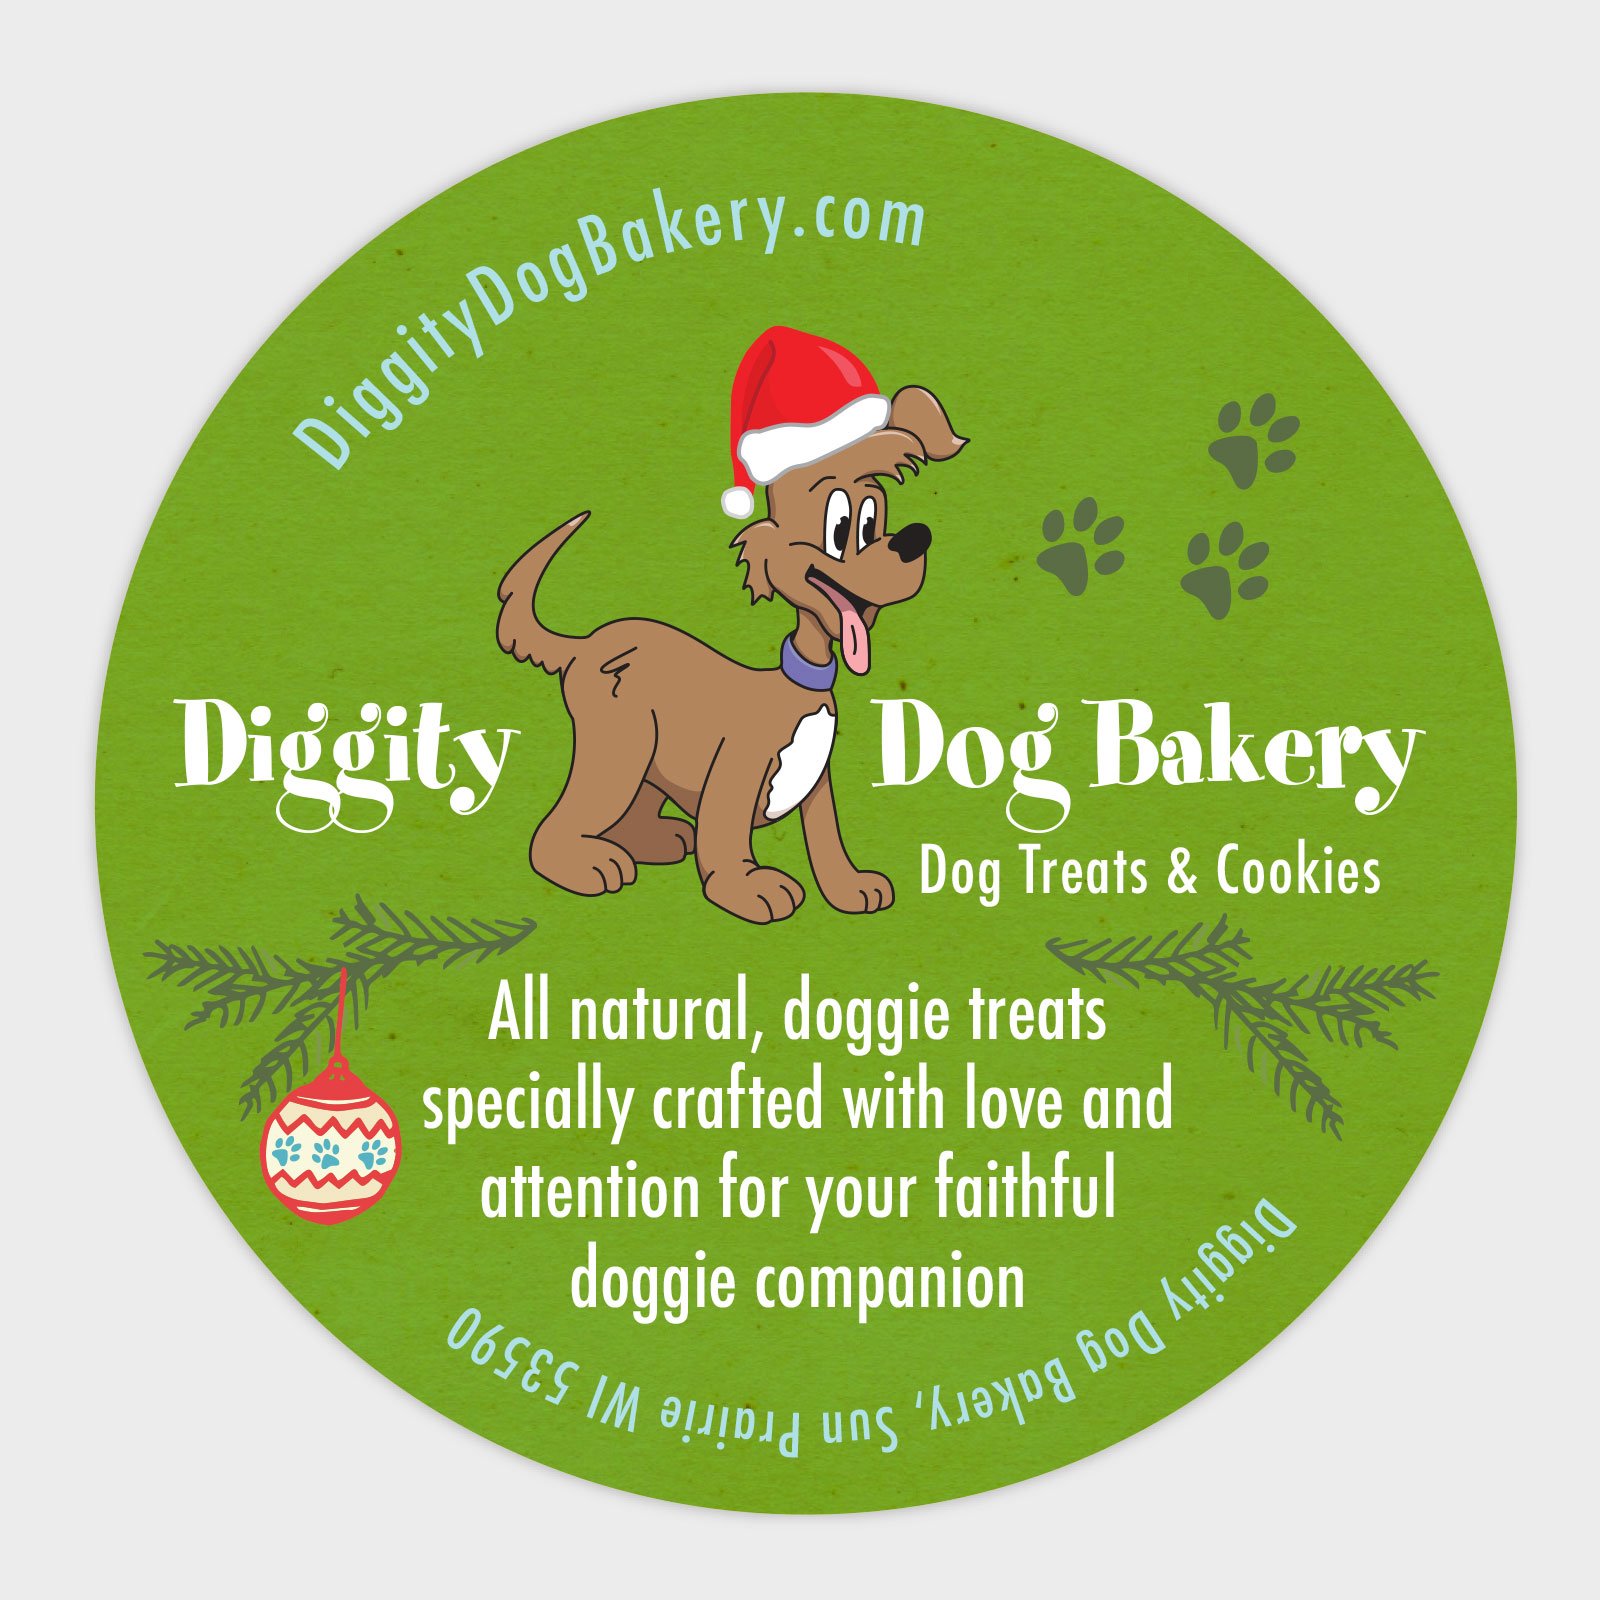 DiggityDogBakery.com
Diggity Dog Bakery
Dog Treats & Cookies
All natural, doggie treats
specially crafted with love and
attention for your faithful
doggie companion
Diggity Dog Bakery, Sun Prairie WI 53590